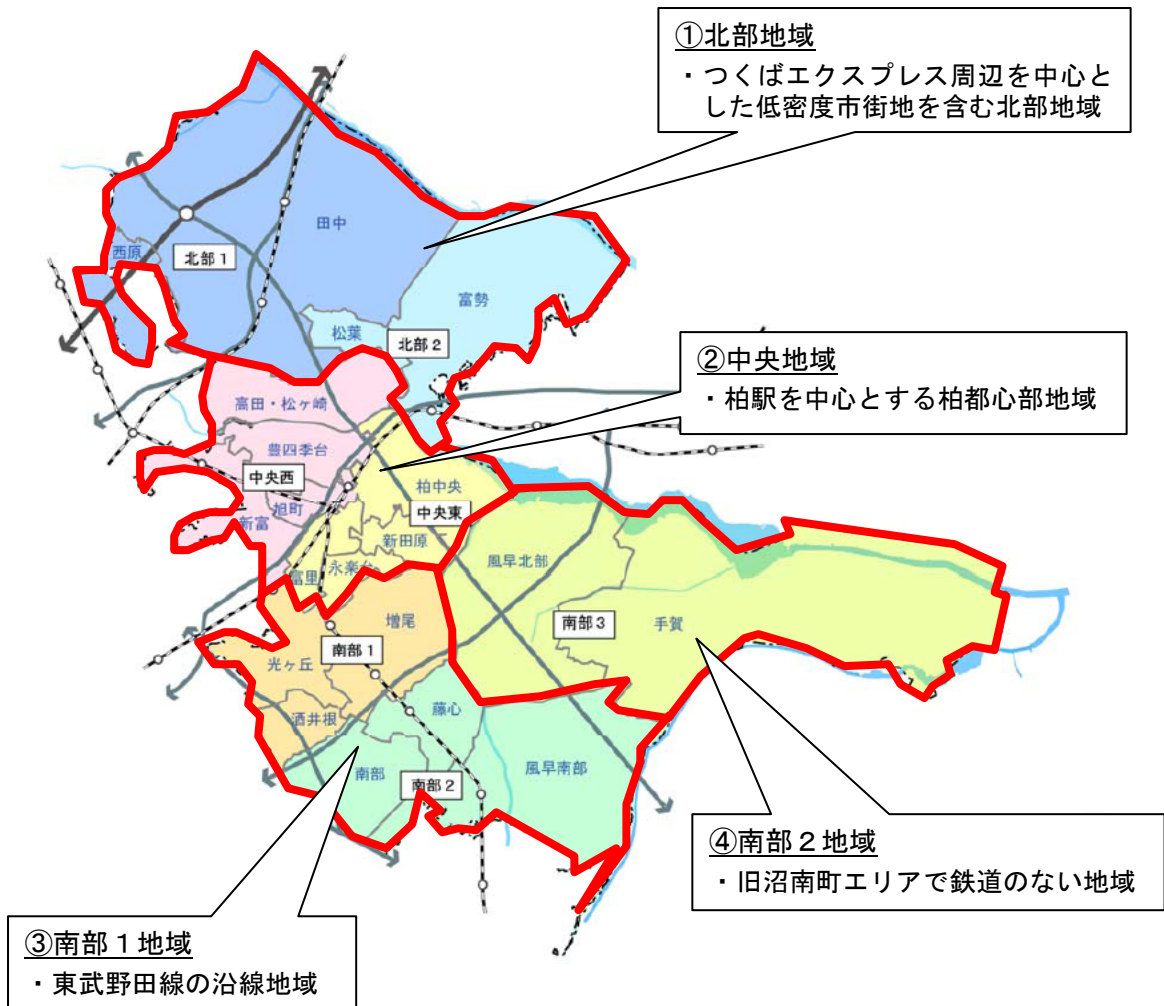 ①北部地域
・つくばエクスプレス周辺を中心と
した低密度市街地を含む北部地域
田中
西原
北部1
富勢
松葉
北部2
②中央地域
・柏駅を中心とする柏都心部地域
高田・松ヶ崎
豊四季台
中央西
柏中央
旭町
中央東
新富
新田原
風早北部
永楽台
富里
増尾
南部3
手賀
南部1
光ヶ丘
藤心
酒井根
風早南部
南部
南部2
④南部2地域
・旧沼南町エリアで鉄道のない地域
③南部1地域
・東武野田線の沿線地域